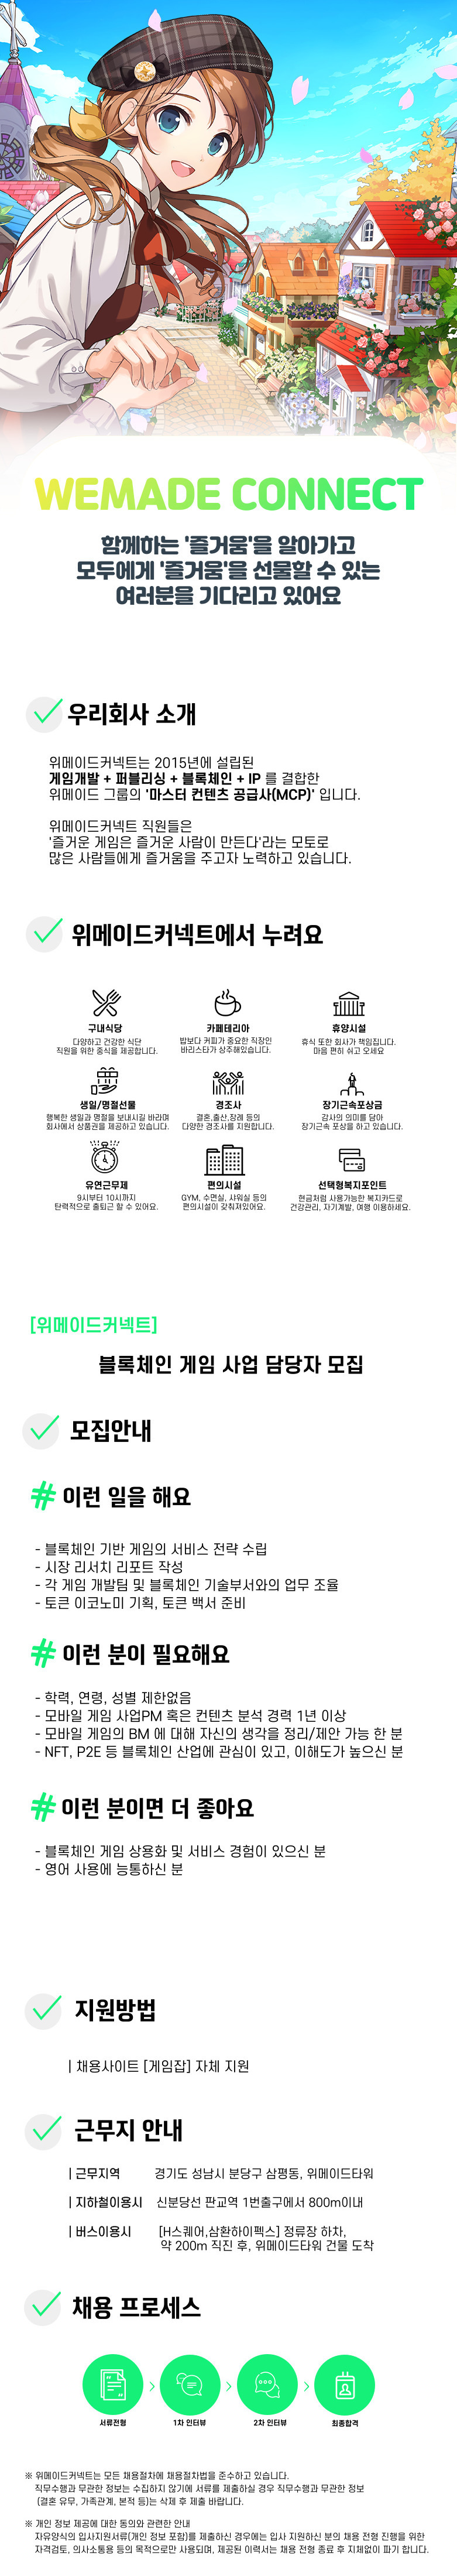 WEMADE CONNECT
함께하는 '즐거움'을 알아가고
모두에게 '즐거움'을 선물할 수 있는
여러분을 기다리고 있어요
우리회사 소개
위메이드커넥트는 2015년에 설립된
게임개발 + 퍼블리싱 + 블록체인 + IP 를 결합한
위메이드 그룹의 '마스터 컨텐츠 공급사(MCP)' 입니다.
위메이드커넥트 직원들은
'즐거운 게임은 즐거운 사람이 만든다'라는 모토로
많은 사람들에게 즐거움을 주고자 노력하고 있습니다.
위메이드커넥트에서 누려요
구내식당
다양하고 건강한 식단
직원을 위한 중식을 제공합니다.
카페테리아
밥보다 커피가 중요한 직장인
바리스타가 상주해있습니다.
휴양시설
휴식 또한 회사가 책임집니다.
마음 편히 쉬고 오세요
생일/명절선물
행복한 생일과 명절을 보내시길 바라며
회사에서 상품권을 제공하고 있습니다.
경조사
결혼,출산,장례 등의
다양한 경조사를 지원합니다.
장기근속포상금
감사의 의미를 담아
장기근속 포상을 하고 있습니다.
유연근무제
9시부터 10시까지
탄력적으로 출퇴근 할 수 있어요.
편의시설
GYM, 수면실, 샤워실 등의
편의시설이 갖춰져있어요.
선택형복지포인트
현금처럼 사용가능한 복지카드로
건강관리, 자기계발, 여행 이용하세요.
[위메이드커넥트]
블록체인 게임 사업 담당자 모집
모집안내
# 이런 일을 해요
- 블록체인 기반 게임의 서비스 전략 수립
- 시장 리서치 리포트 작성
- 각 게임 개발팀 및 블록체인 기술부서와의 업무 조율
- 토큰 이코노미 기획, 토큰 백서 준비
# 이런 분이 필요해요
- 학력, 연령, 성별 제한없음
- 모바일 게임 사업PM 혹은 컨텐츠 분석 경력 1년 이상
- 모바일 게임의 BM 에 대해 자신의 생각을 정리/제안 가능 한 분
- NFT, P2E 등 블록체인 산업에 관심이 있고, 이해도가 높으신 분
# 이런 분이면 더 좋아요
- 블록체인 게임 상용화 및 서비스 경험이 있으신 분
- 영어 사용에 능통하신 분
지원방법
| 채용사이트 [게임잡] 자체 지원
근무지 안내
| 근무지역 경기도 성남시 분당구 삼평동, 위메이드타워
| 지하철이용시 신분당선 판교역 1번출구에서 800m이내
| 버스이용시 [H스퀘어,삼환하이펙스] 정류장 하차,
약 200m 직진 후, 위메이드타워 건물 도착
채용 프로세스
서류전형 > 1차 인터뷰 > 2차 인터뷰 > 최종합격
※ 위메이드커넥트는 모든 채용절차에 채용절차법을 준수하고 있습니다.
직무수행과 무관한 정보는 수집하지 않기에 서류를 제출하실 경우 직무수행과 무관한 정보
(결혼 유무, 가족관계, 본적 등)는 삭제 후 제출 바랍니다.
※ 개인 정보 제공에 대한 동의와 관련한 안내
자유양식의 입사지원서류(개인 정보 포함)를 제출하신 경우에는 입사 지원하신 분의 채용 전형 진행을 위한
자격검토, 의사소통용 등의 목적으로만 사용되며, 제공된 이력서는 채용 전형 종료 후 지체없이 파기 합니다.